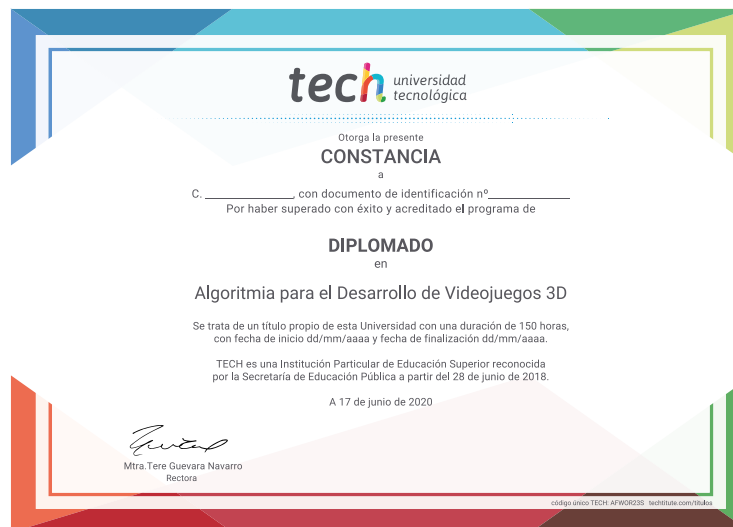 tech universidad
tecnológica
Otorga la presente
CONSTANCIA
a
C. ______________, con documento de identificación nº______________
Por haber superado con éxito y acreditado el programa de
DIPLOMADO
en
Algoritmia para el Desarrollo de Videojuegos 3D
Se trata de un título propio de esta Universidad con una duración de 150 horas,
con fecha de inicio dd/mm/aaaa y fecha de finalización dd/mm/aaaa.
TECH es una Institución Particular de Educación Superior reconocida
por la Secretaría de Educación Pública a partir del 28 de junio de 2018.
A 17 de junio de 2020
Mtra.Tere Guevara Navarro
Rectora
código único TECH: AFWOR23S techtitute.com/titulos